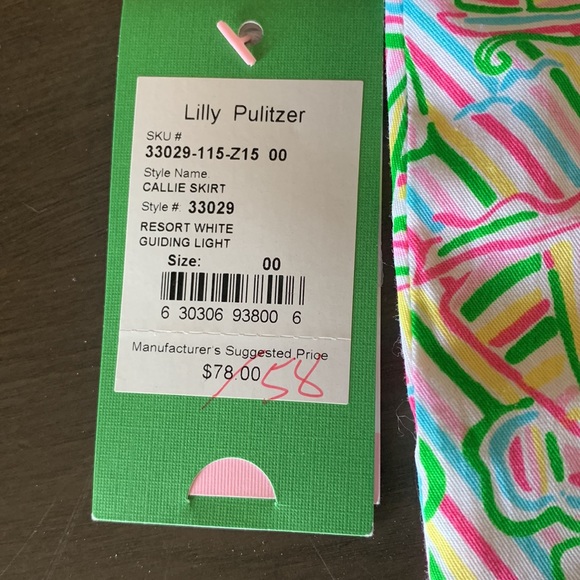 Lilly Pulitzer
SKU #
33029-115-Z15 00
Style Name
CALLIE SKIRT
Style # 33029
RESORT WHITE
GUIDING LIGHT
Size: 00
6 30306 93800 6
Manufacturer's Suggested Price
$78.00 58